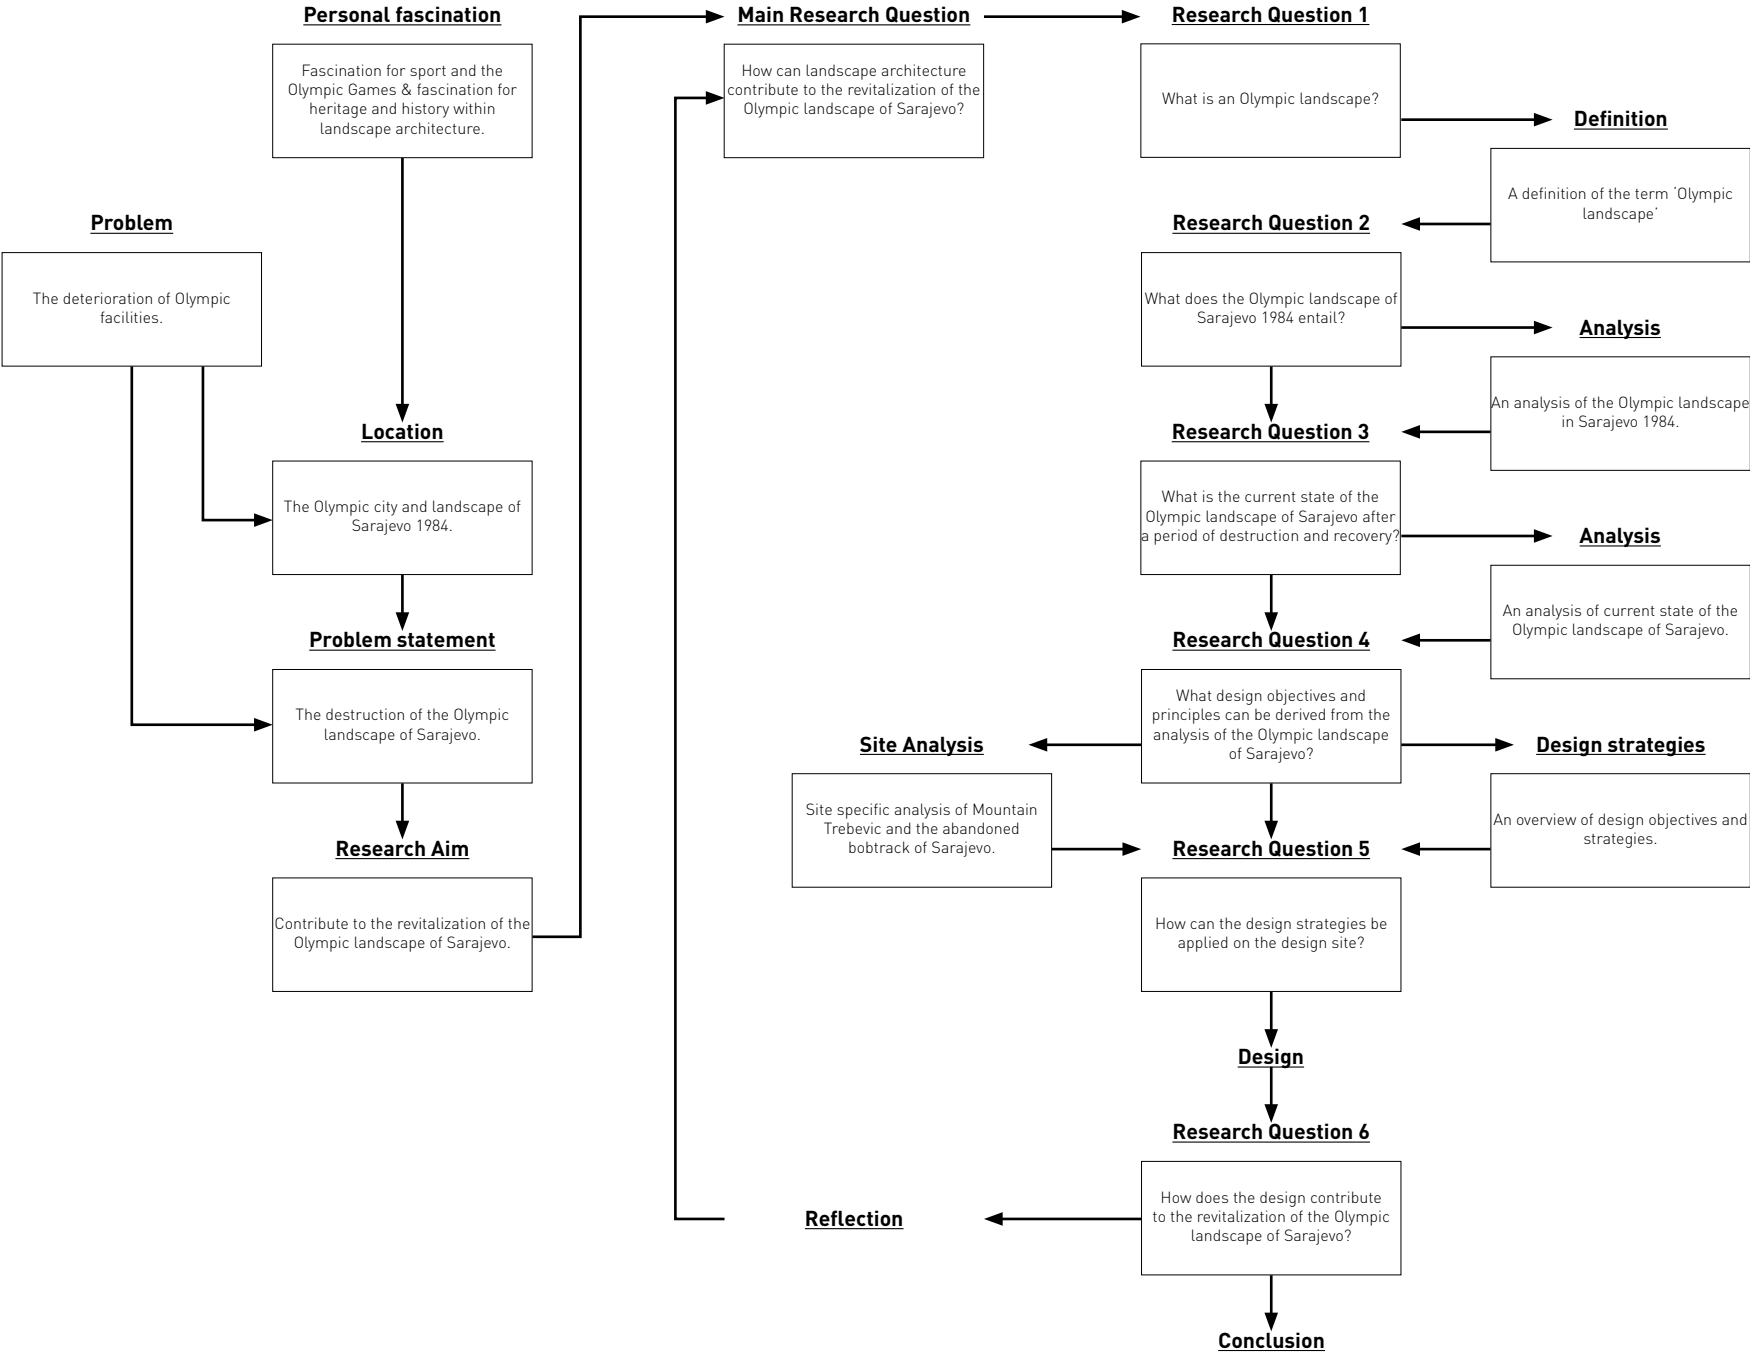 Personal fascination
Fascination for sport and the
Olympic Games & fascination for
heritage and history within
landscape architecture.
Problem
The deterioration of Olympic
facilities.
Location
The Olympic city and landscape of
Sarajevo 1984.
Problem statement
The destruction of the Olympic
landscape of Sarajevo.
Research Aim
Contribute to the revitalization of the
Olympic landscape of Sarajevo.
Main Research Question
How can landscape architecture
contribute to the revitalization of the
Olympic landscape of Sarajevo?
Research Question 1
What is an Olympic landscape?
Definition
A definition of the term ‘Olympic
landscape’
Research Question 2
What does the Olympic landscape of
Sarajevo 1984 entail?
Analysis
An analysis of the Olympic landscape
in Sarajevo 1984.
Research Question 3
What is the current state of the
Olympic landscape of Sarajevo after
a period of destruction and recovery?
Analysis
An analysis of current state of the
Olympic landscape of Sarajevo.
Research Question 4
What design objectives and
principles can be derived from the
analysis of the Olympic landscape
of Sarajevo?
Site Analysis
Site specific analysis of Mountain
Trebevic and the abandoned
bobtrack of Sarajevo.
Design strategies
An overview of design objectives and
strategies.
Research Question 5
How can the design strategies be
applied on the design site?
Design
Research Question 6
How does the design contribute
to the revitalization of the Olympic
landscape of Sarajevo?
Reflection
Conclusion